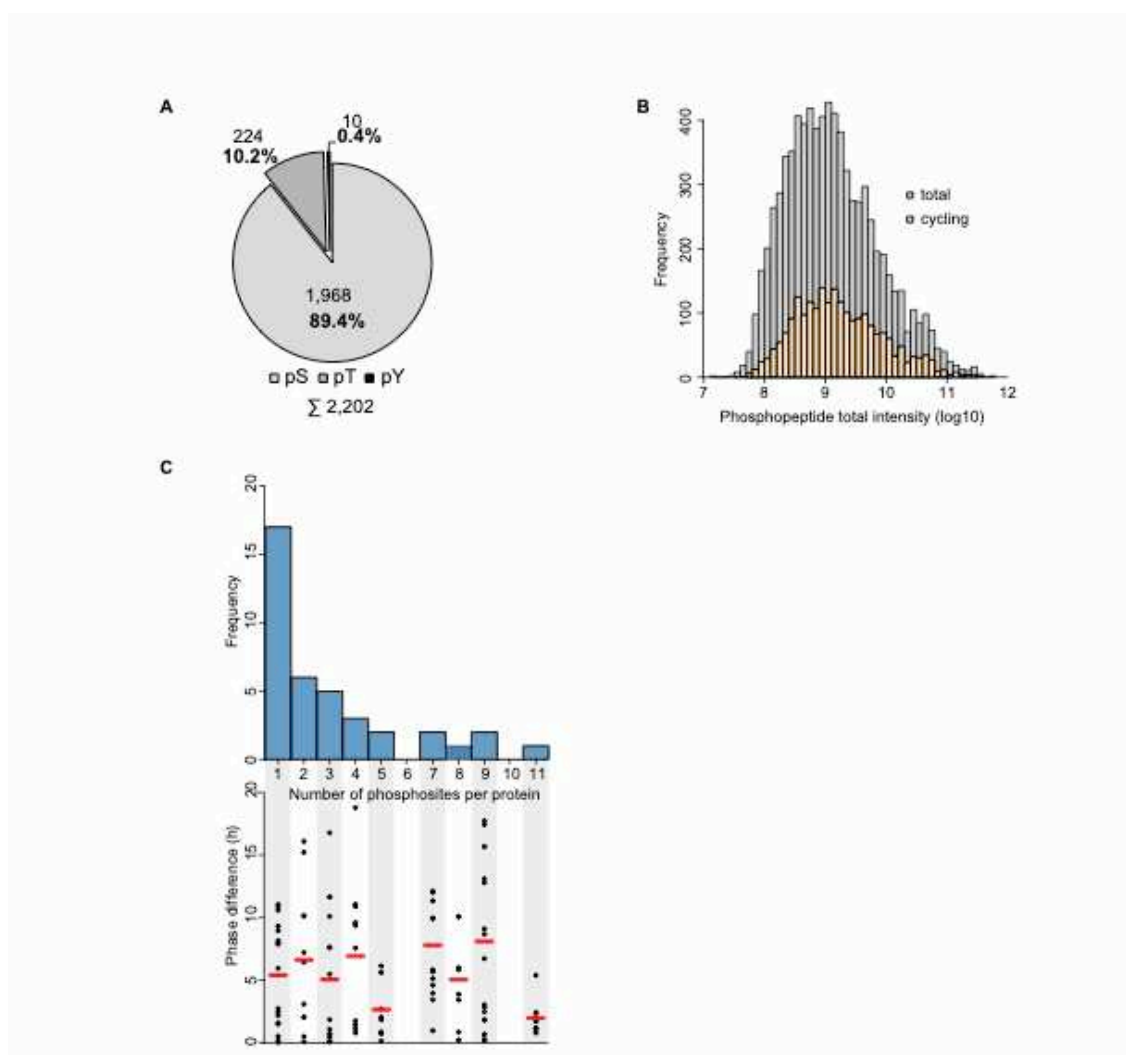 A
224
10.2%
10
0.4%
1,968
89.4%
pS pT pY
∑ 2,202
B
Frequency
400
300
200
100
0
total
cycling
7 8 9 10 11 12
Phosphopeptide total intensity (log10)
C
Frequency
20
15
10
5
0
1 2 3 4 5 6 7 8 9 10 11
Number of phosphosites per protein
Phase difference (h)
20
15
10
5
0